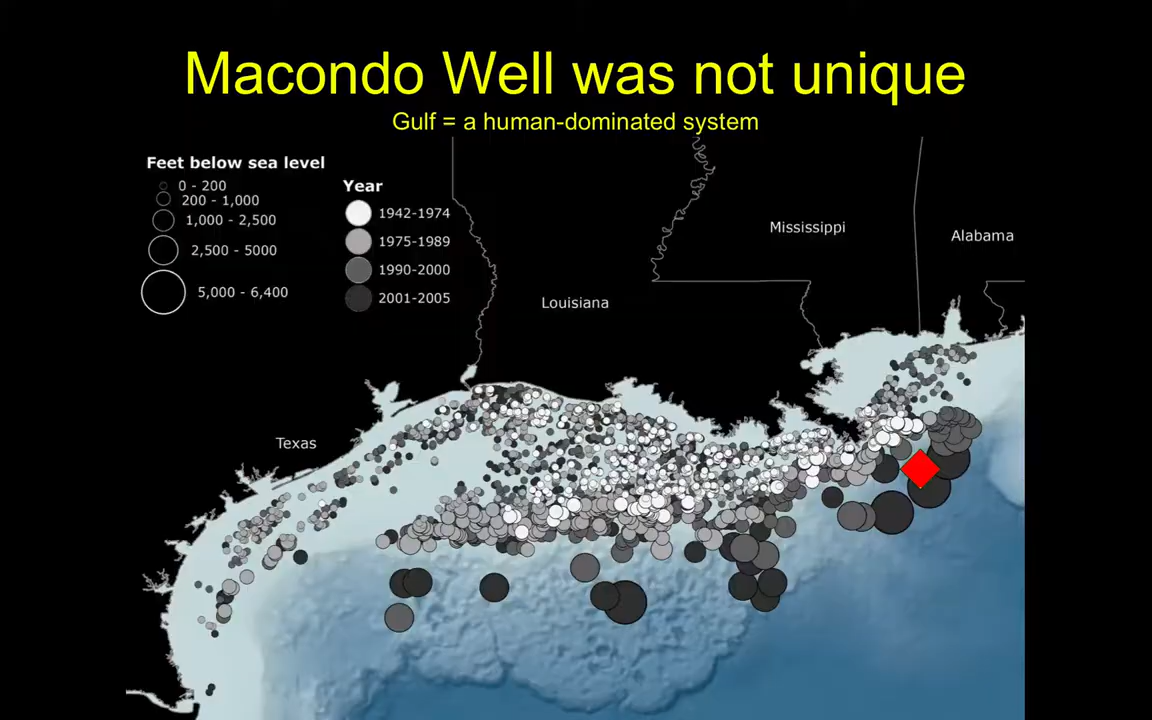 Macondo Well was not unique
Gulf = a human-dominated system
Feet below sea level
0 - 200
200 - 1,000
1,000 - 2,500
2,500 - 5000
5,000 - 6,400
Year
1942-1974
1975-1989
1990-2000
2001-2005
Mississippi
Alabama
Louisiana
Texas